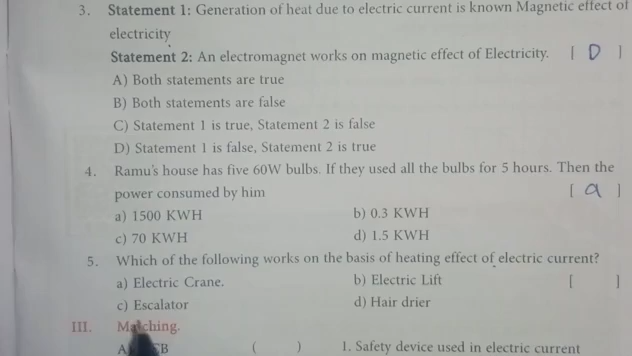 3. Statement 1: Generation of heat due to electric current is known Magnetic effect of
electricity
Statement 2: An electromagnet works on magnetic effect of Electricity. [ D ]
A) Both statements are true
B) Both statements are false
C) Statement 1 is true, Statement 2 is false
D) Statement 1 is false, Statement 2 is true
4. Ramu's house has five 60W bulbs. If they used all the bulbs for 5 hours. Then the
power consumed by him [ a ]
a) 1500 KWH b) 0.3 KWH
c) 70 KWH d) 1.5 KWH
5. Which of the following works on the basis of heating effect of electric current?
a) Electric Crane. b) Electric Lift [ ]
c) Escalator d) Hair drier
III. Matching.
( ) 1. Safety device used in electric current